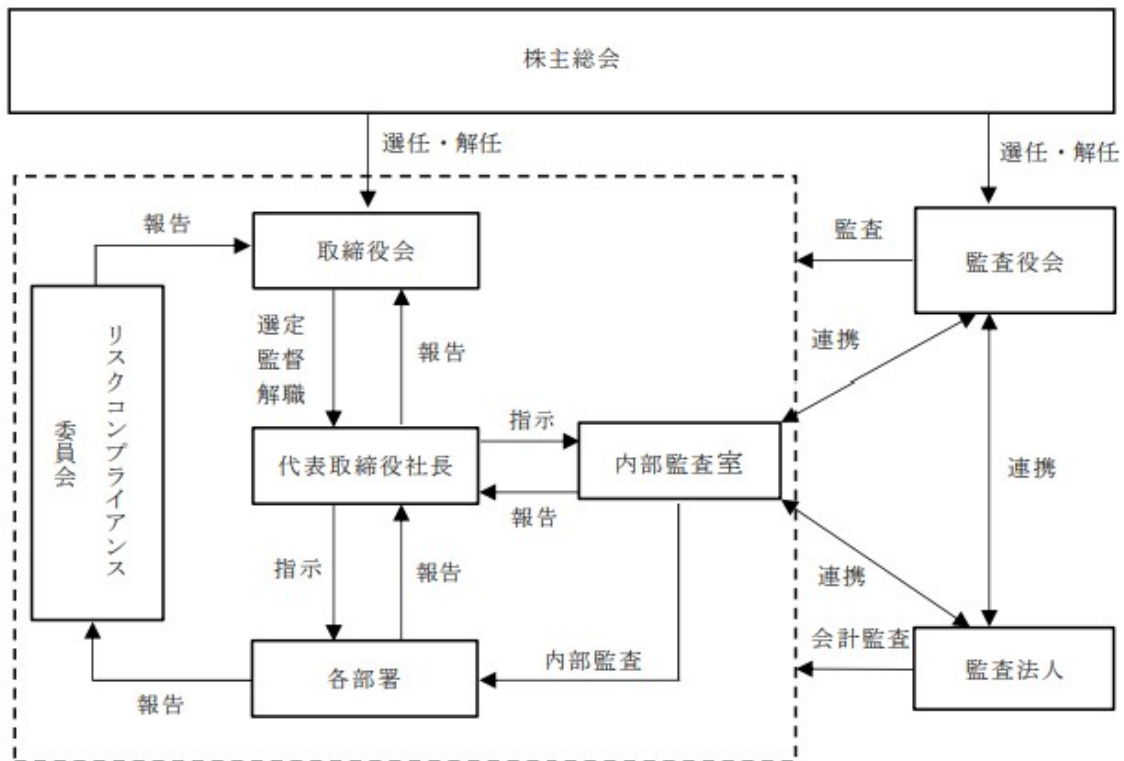 株主総会
選任・解任
選任・解任
報告
取締役会
監査
監査役会
選定
監督
解職
報告
連携
リスクコンプライアンス
委員会
指示
代表取締役社長
内部監査室
報告
連携
指示
報告
連携
会計監査
各部署
内部監査
監査法人
報告